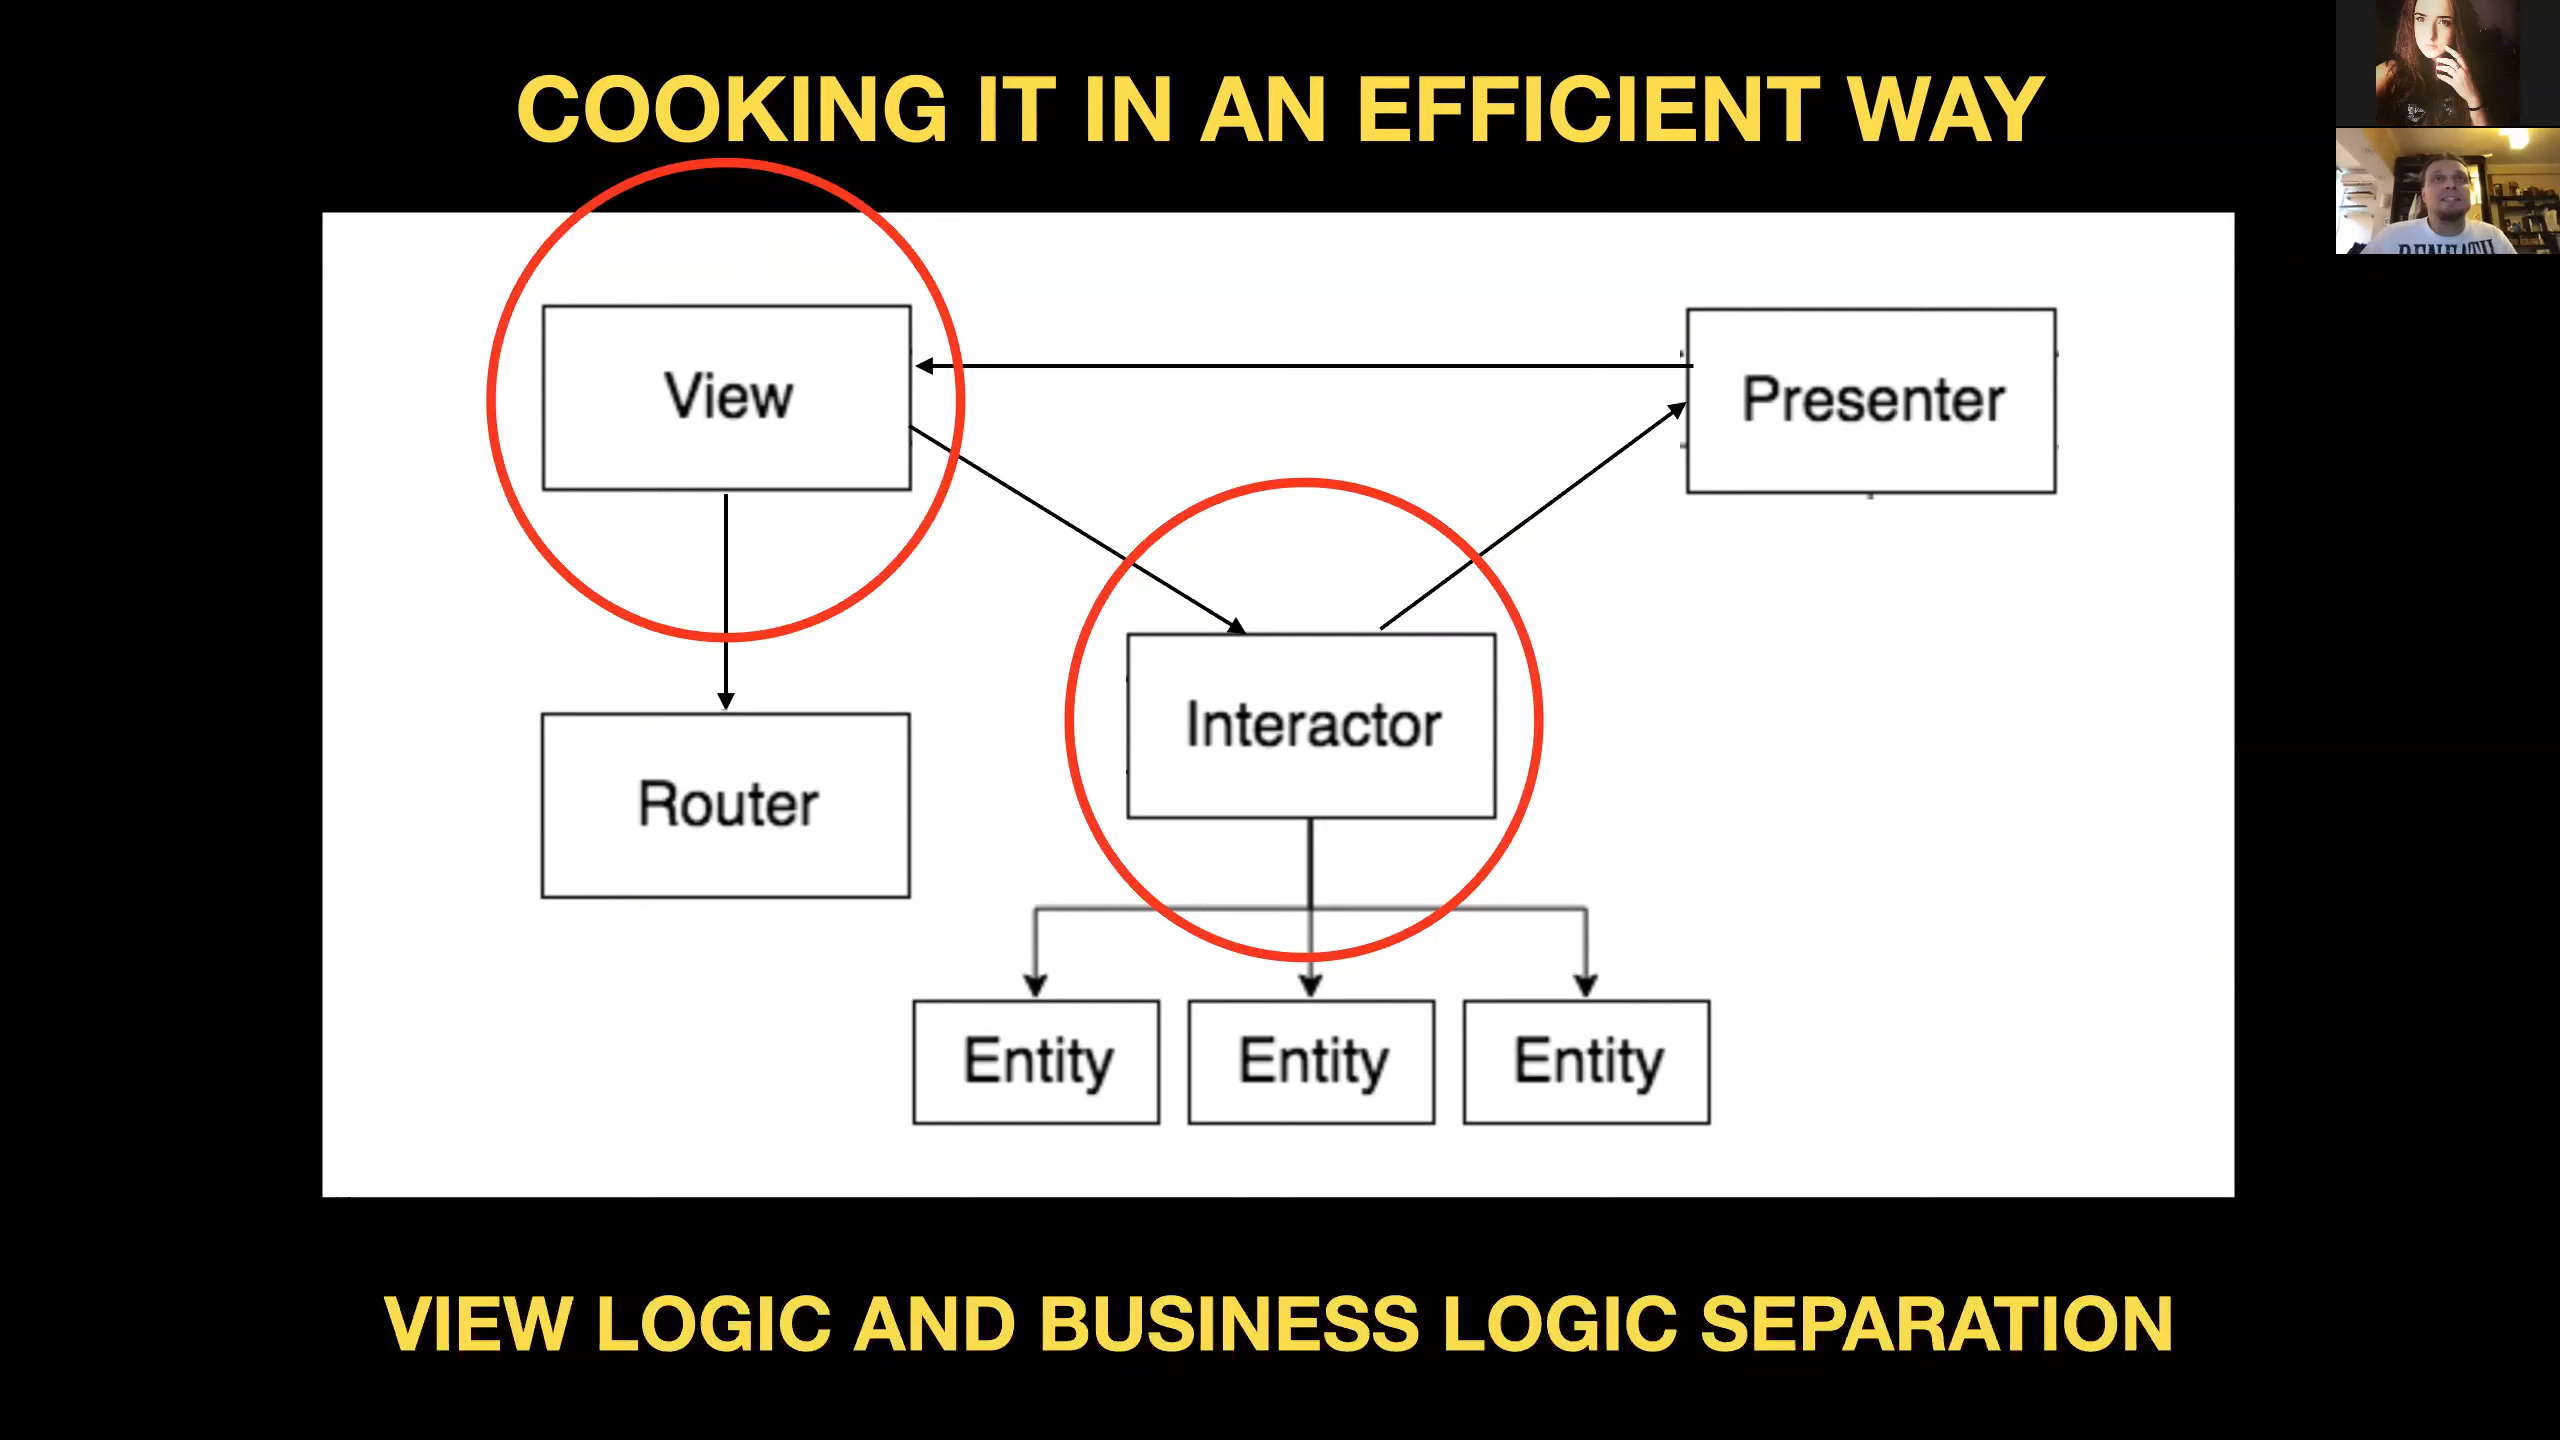 COOKING IT IN AN EFFICIENT WAY
View
Presenter
Interactor
Router
Entity Entity Entity
VIEW LOGIC AND BUSINESS LOGIC SEPARATION